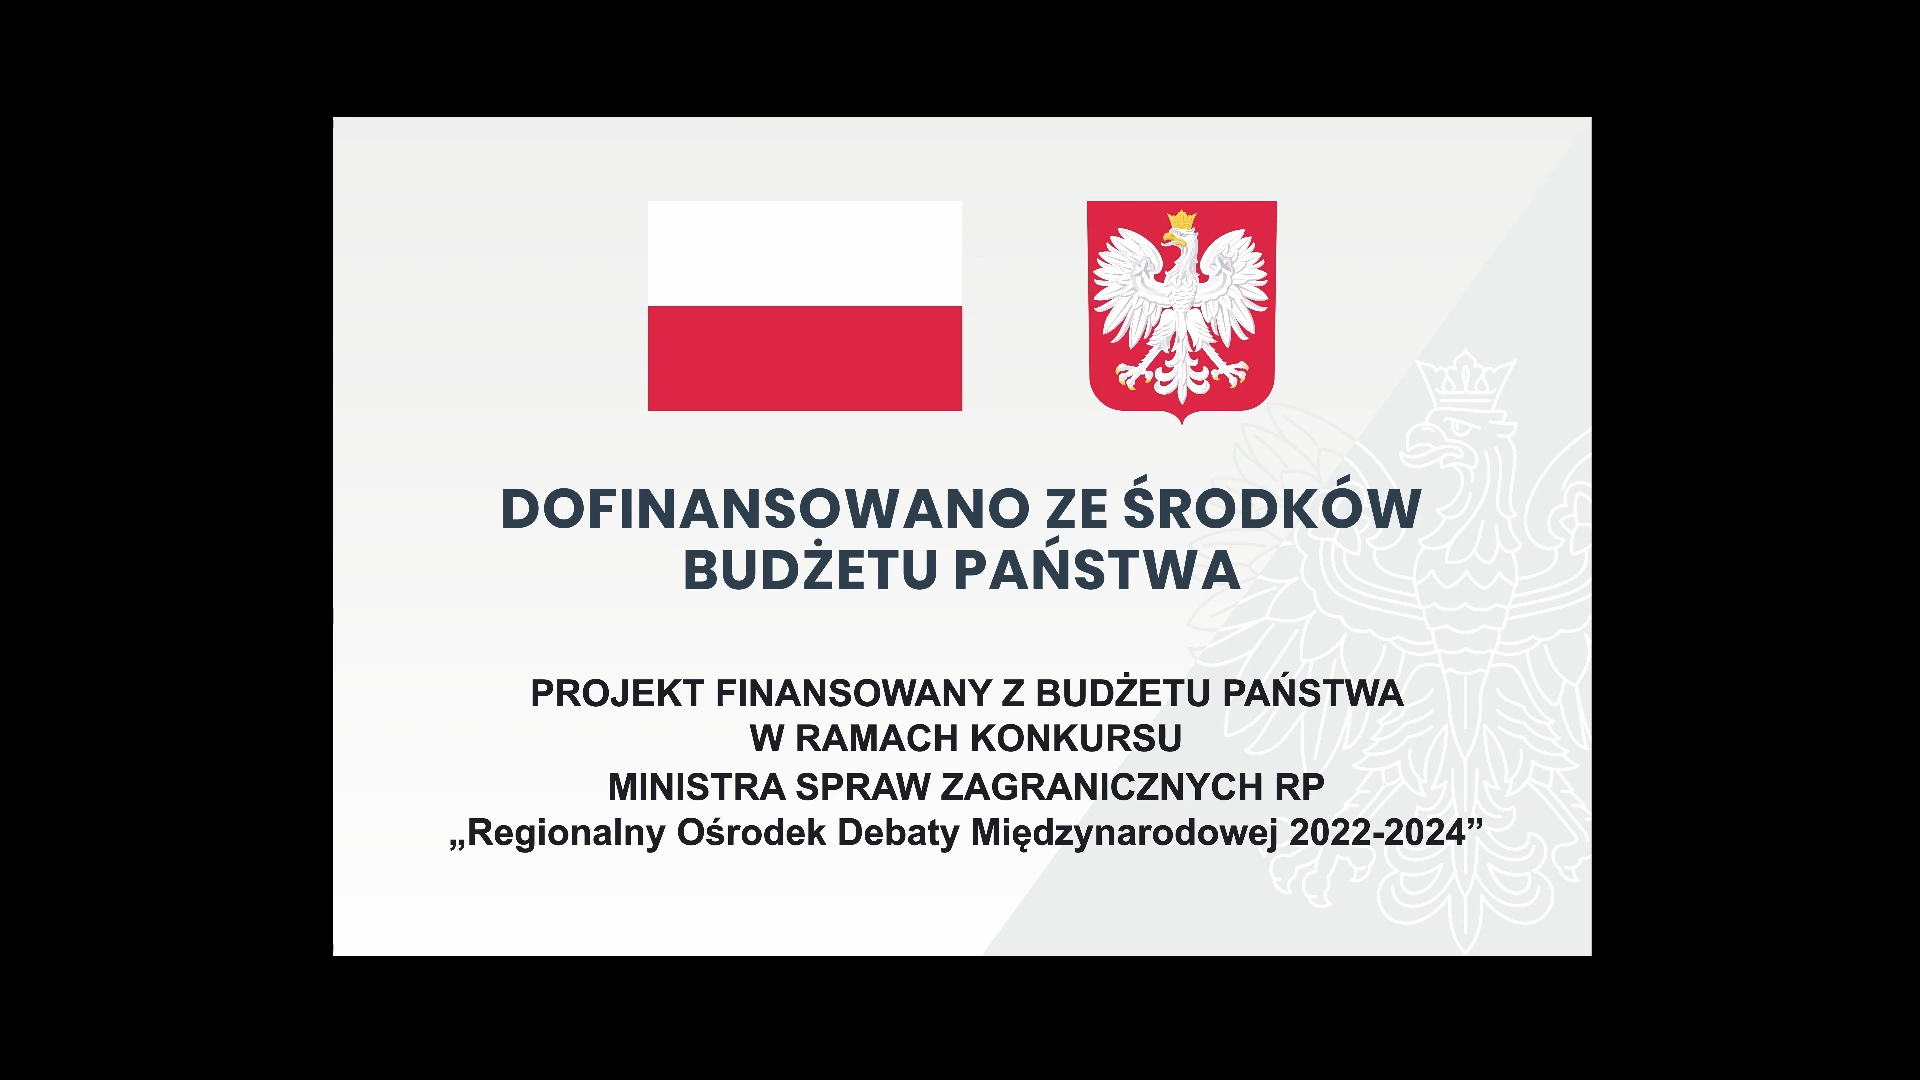 DOFINANSOWANO ZE ŚRODKÓW
BUDŻETU PAŃSTWA
PROJEKT FINANSOWANY Z BUDŻETU PAŃSTWA
W RAMACH KONKURSU
MINISTRA SPRAW ZAGRANICZNYCH RP
„Regionalny Ośrodek Debaty Międzynarodowej 2022-2024”